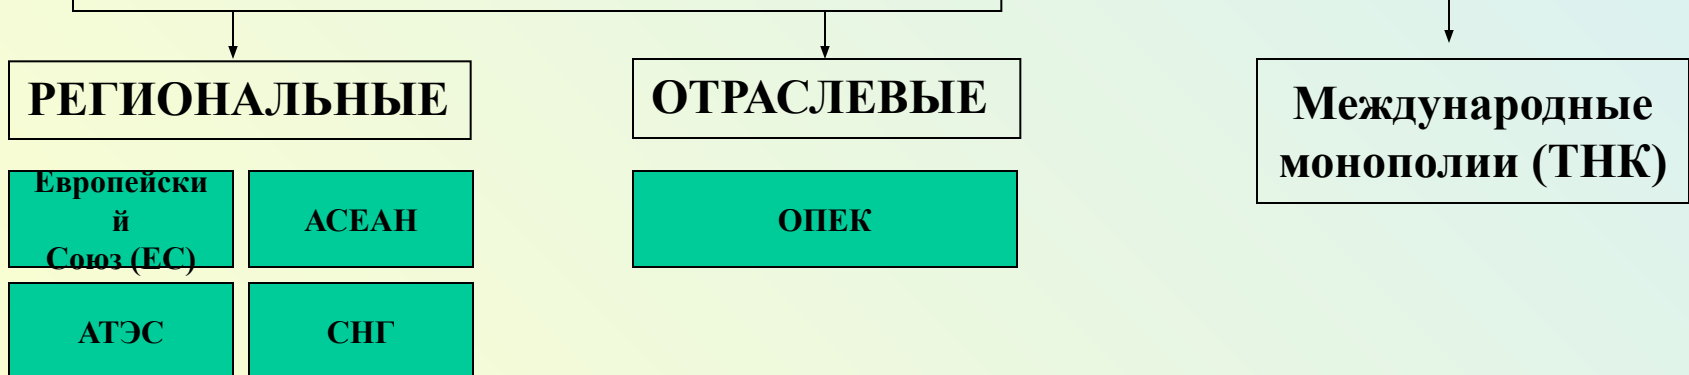 РЕГИОНАЛЬНЫЕ
ОТРАСЛЕВЫЕ
Международные
монополии (ТНК)
Европейски
й
Союз (ЕС)
АСЕАН
ОПЕК
АТЭС
СНГ